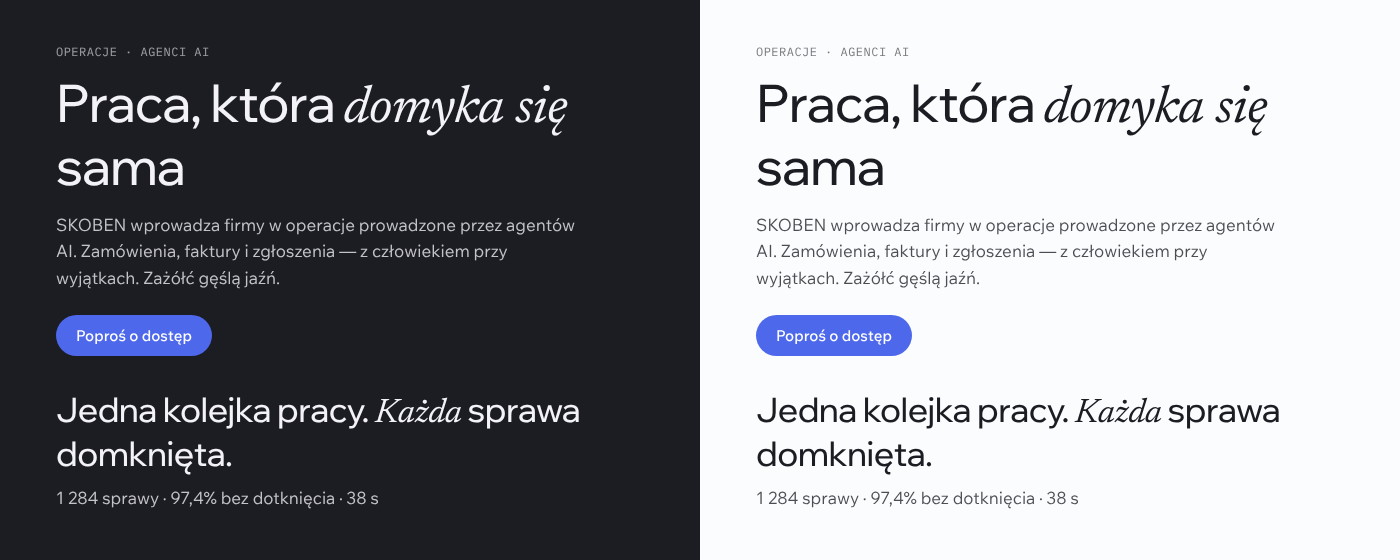 OPERACJE · AGENCI AI
Praca, która domyka się
sama
SKOBEN wprowadza firmy w operacje prowadzone przez agentów
AI. Zamówienia, faktury i zgłoszenia — z człowiekiem przy
wyjątkach. Zażółć gęślą jaźń.
Poproś o dostęp
Jedna kolejka pracy. Każda sprawa
domknięta.
1 284 sprawy · 97,4% bez dotknięcia · 38 s
OPERACJE · AGENCI AI
Praca, która domyka się
sama
SKOBEN wprowadza firmy w operacje prowadzone przez agentów
AI. Zamówienia, faktury i zgłoszenia — z człowiekiem przy
wyjątkach. Zażółć gęślą jaźń.
Poproś o dostęp
Jedna kolejka pracy. Każda sprawa
domknięta.
1 284 sprawy · 97,4% bez dotknięcia · 38 s